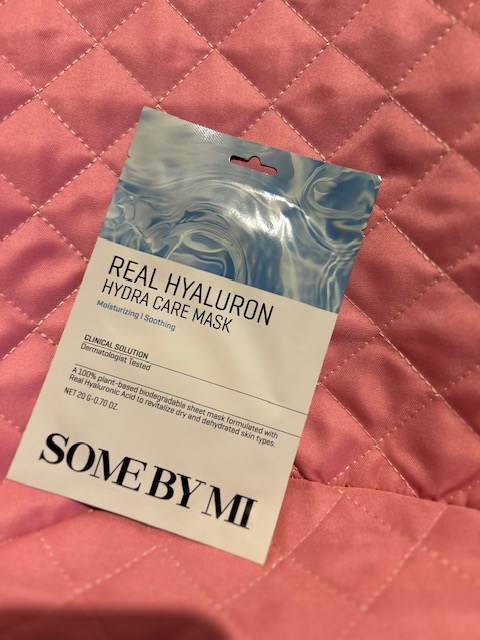 REAL HYALURON
HYDRA CARE MASK
Moisturizing | Soothing
CLINICAL SOLUTION
Dermatologist Tested
A 100% plant-based biodegradable sheet mask formulated with
Real Hyaluronic Acid to revitalize dry and dehydrated skin types.
NET 20 G-0.70 OZ.
SOME BY MI